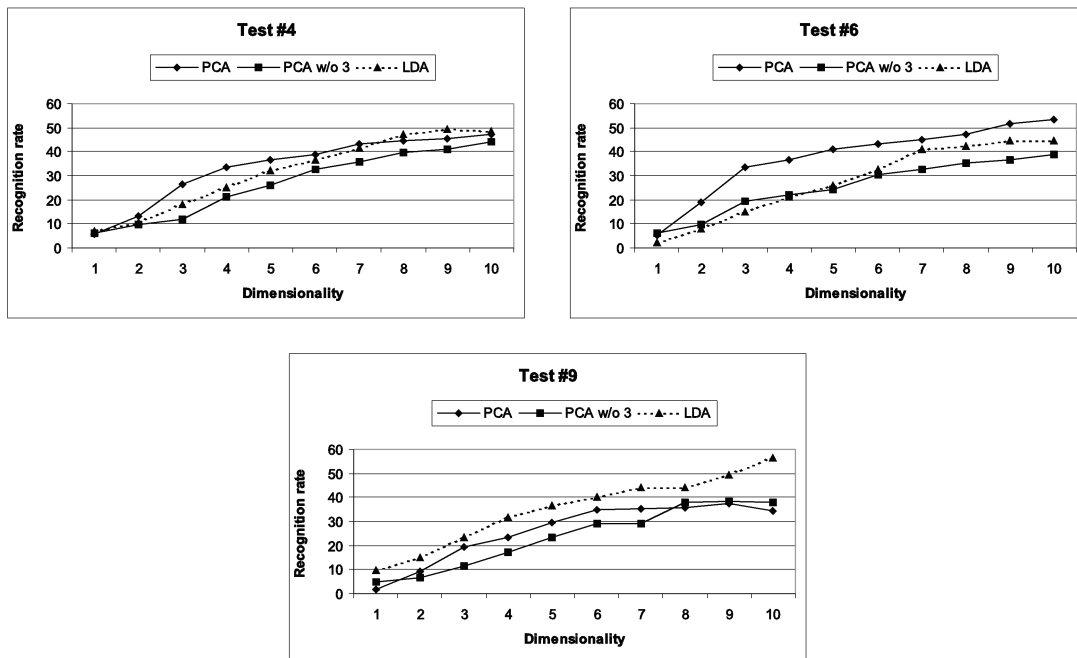 Test #4
PCA PCA w/o 3 LDA
Recognition rate
60
50
40
30
20
10
0
1 2 3 4 5 6 7 8 9 10
Dimensionality
Test #6
PCA PCA w/o 3 LDA
Recognition rate
60
50
40
30
20
10
0
1 2 3 4 5 6 7 8 9 10
Dimensionality
Test #9
PCA PCA w/o 3 LDA
Recognition rate
60
50
40
30
20
10
0
1 2 3 4 5 6 7 8 9 10
Dimensionality